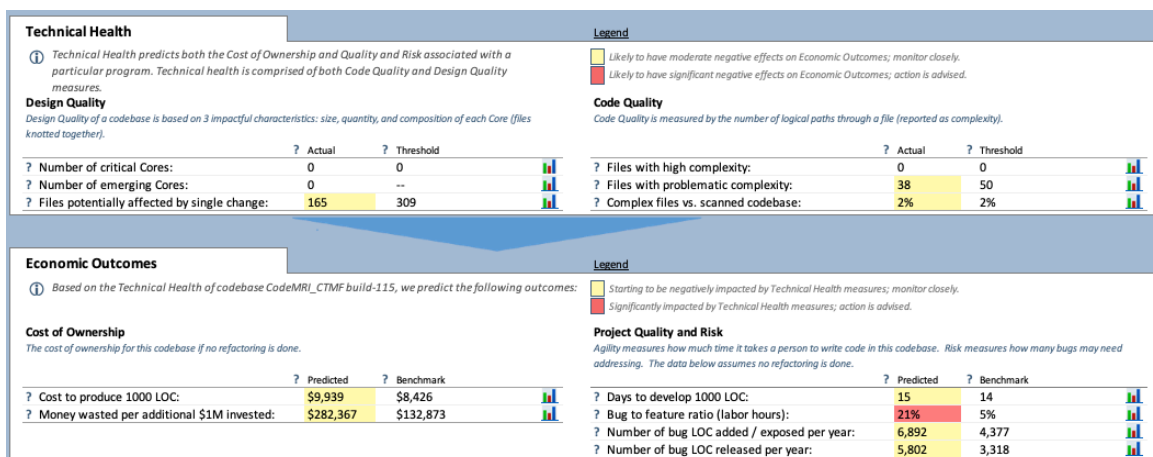 Technical Health
Technical Health predicts both the Cost of Ownership and Quality and Risk associated with a
particular program. Technical health is comprised of both Code Quality and Design Quality
measures.
Legend
Likely to have moderate negative effects on Economic Outcomes; monitor closely.
Likely to have significant negative effects on Economic Outcomes; action is advised.
Design Quality
Design Quality of a codebase is based on 3 impactful characteristics: size, quantity, and composition of each Core (files
knotted together).
? Actual ? Threshold
? Number of critical Cores: 0 0
? Number of emerging Cores: 0 --
? Files potentially affected by single change: 165 309
Code Quality
Code Quality is measured by the number of logical paths through a file (reported as complexity).
? Actual ? Threshold
? Files with high complexity: 0 0
? Files with problematic complexity: 38 50
? Complex files vs. scanned codebase: 2% 2%
Economic Outcomes
Based on the Technical Health of codebase CodeMRI_CTMF build-115, we predict the following outcomes:
Legend
Starting to be negatively impacted by Technical Health measures; monitor closely.
Significantly impacted by Technical Health measures; action is advised.
Cost of Ownership
The cost of ownership for this codebase if no refactoring is done.
? Predicted ? Benchmark
? Cost to produce 1000 LOC: $9,939 $8,426
? Money wasted per additional $1M invested: $282,367 $132,873
Project Quality and Risk
Agility measures how much time it takes a person to write code in this codebase. Risk measures how many bugs may need
addressing. The data below assumes no refactoring is done.
? Predicted ? Benchmark
? Days to develop 1000 LOC: 15 14
? Bug to feature ratio (labor hours): 21% 5%
? Number of bug LOC added / exposed per year: 6,892 4,377
? Number of bug LOC released per year: 5,802 3,318